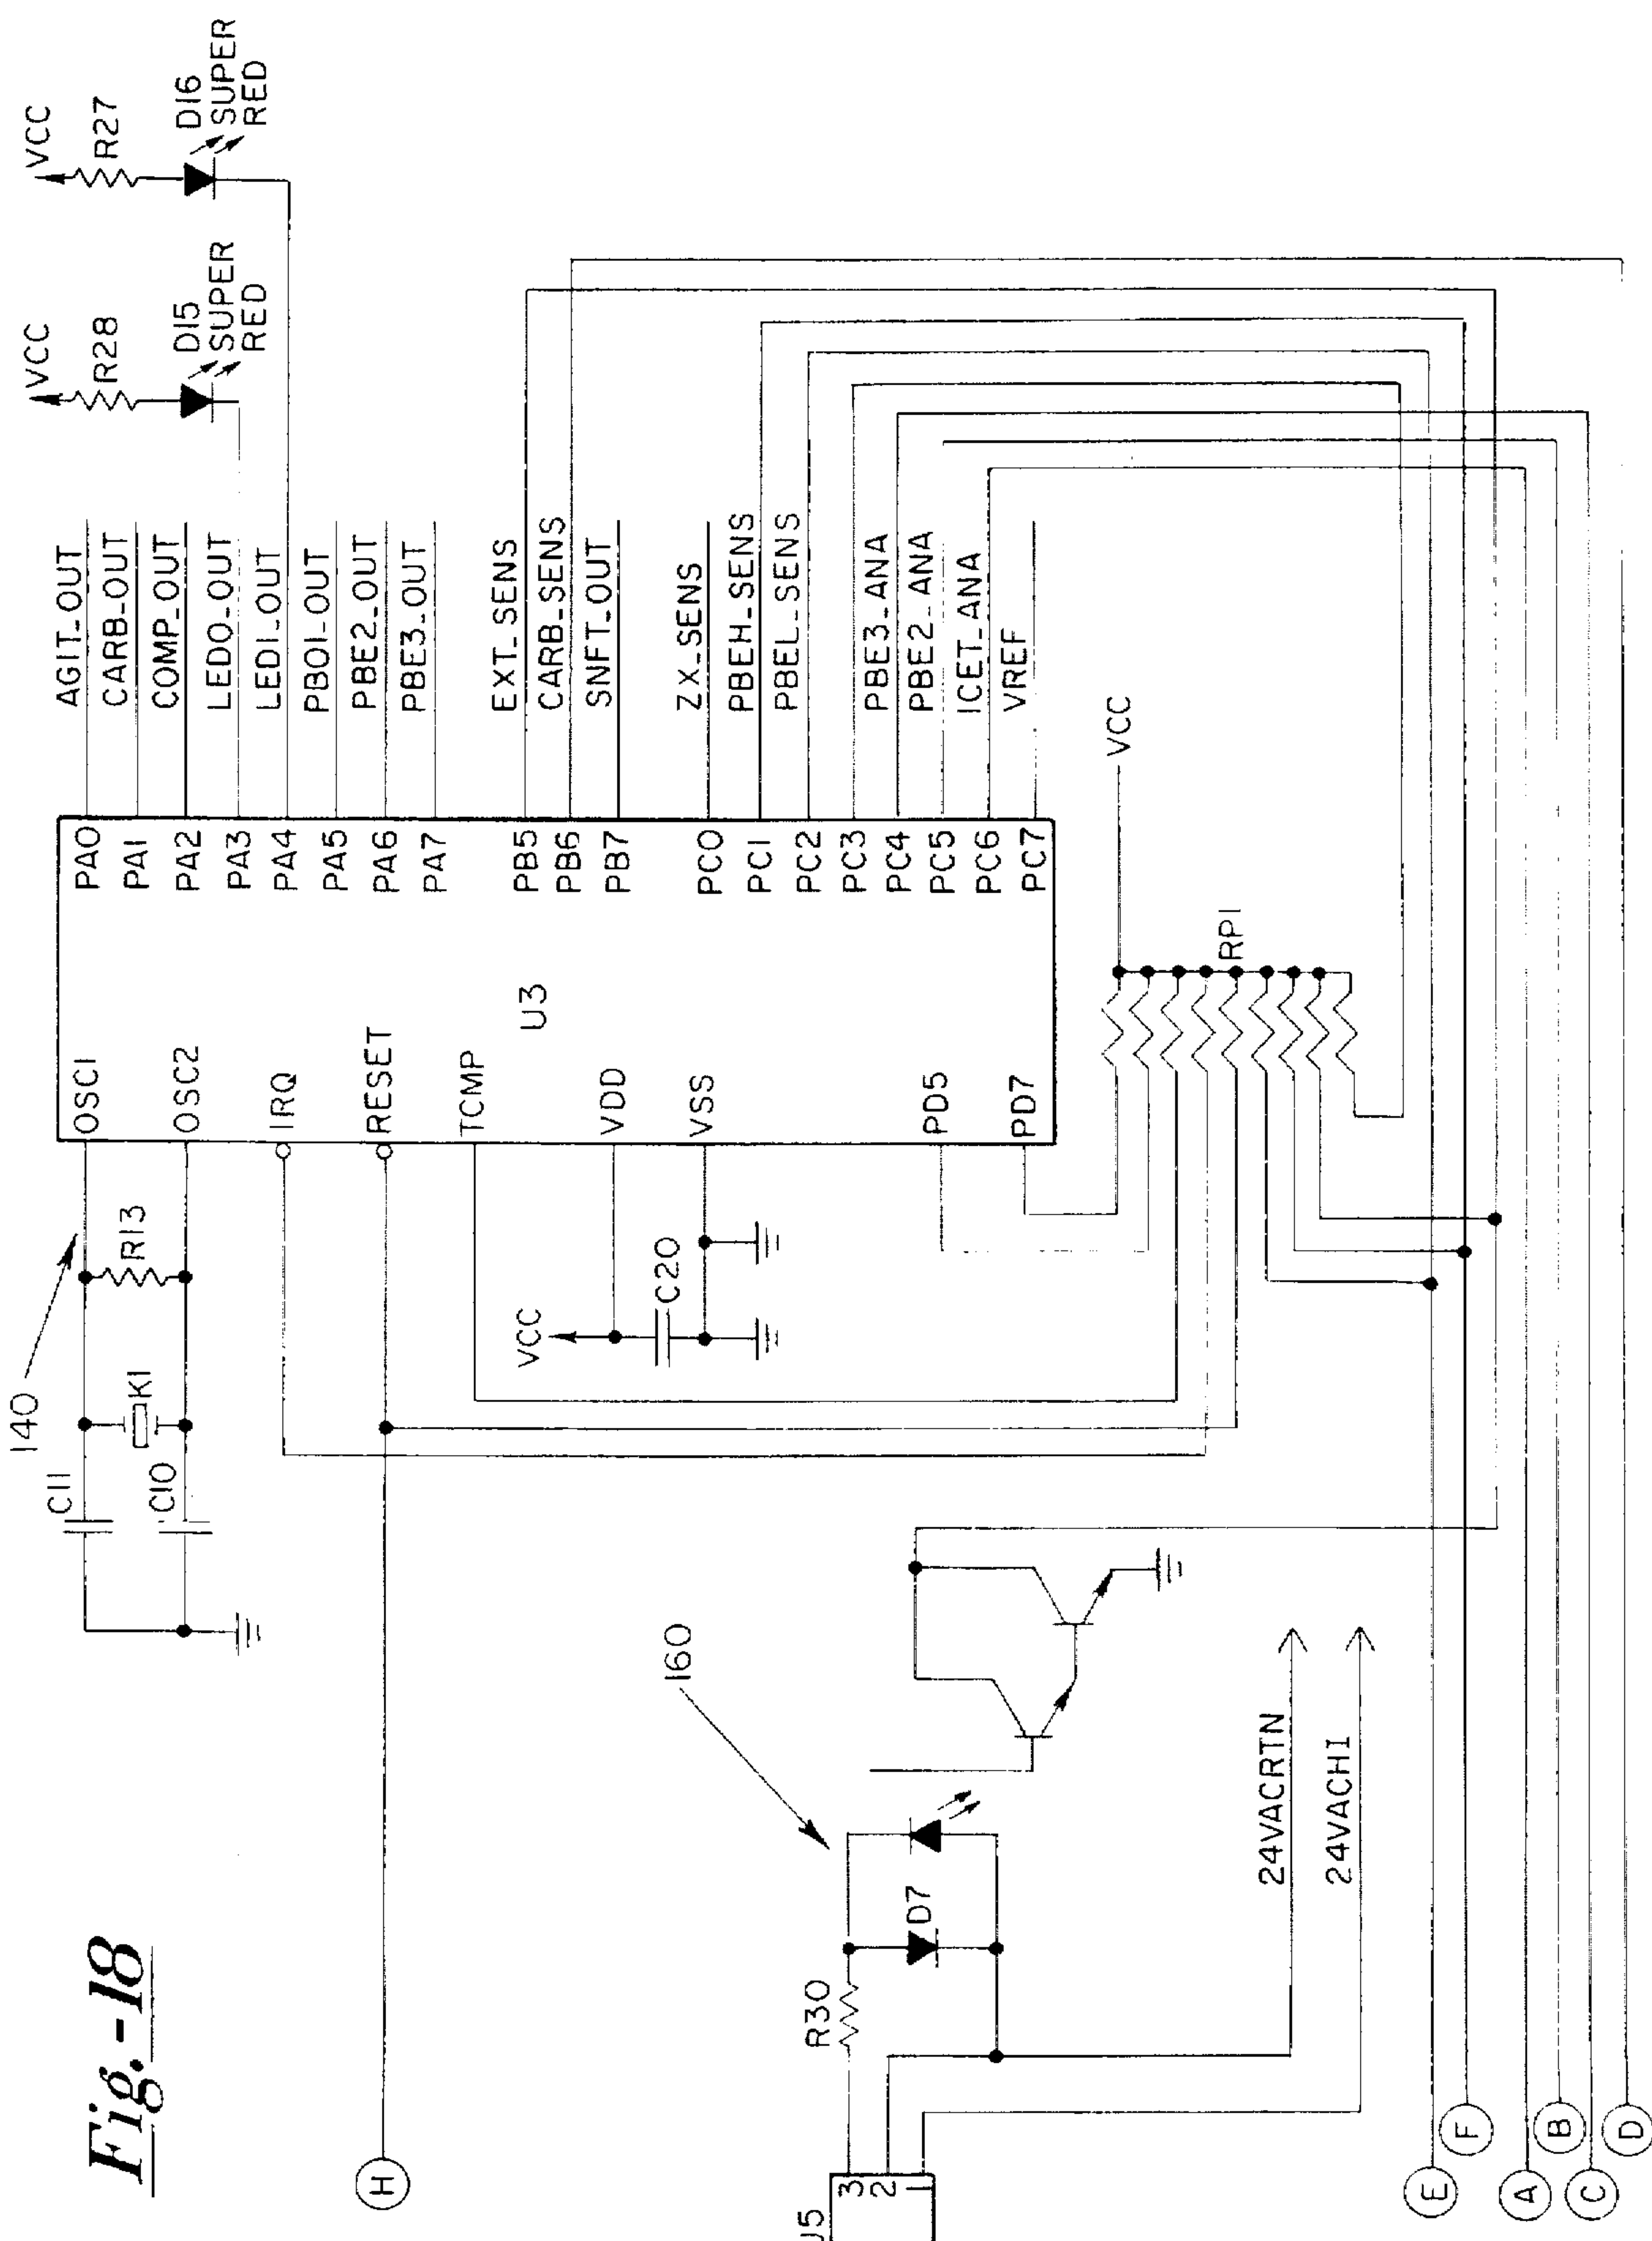 Fig.-18
140
C11
C10
K1
R13
OSC1
OSC2
IRQ
RESET
TCMP
VDD
VSS
PD5
PD7
U3
PA0
PA1
PA2
PA3
PA4
PA5
PA6
PA7
PB5
PB6
PB7
PC0
PC1
PC2
PC3
PC4
PC5
PC6
PC7
AGIT_OUT
CARB_OUT
COMP_OUT
LED0_OUT
LED1_OUT
PBO1_OUT
PBE2_OUT
PBE3_OUT
EXT_SENS
CARB_SENS
SNFT_OUT
ZX_SENS
PBEH_SENS
PBEL_SENS
PBE3_ANA
PBE2_ANA
ICET_ANA
VREF
VCC
R28
D15
SUPER
RED
VCC
R27
D16
SUPER
RED
VCC
C20
VCC
RP1
H
160
R30
D7
3
2
1
24VACRTN
24VACHI
E
F
A
B
C
D